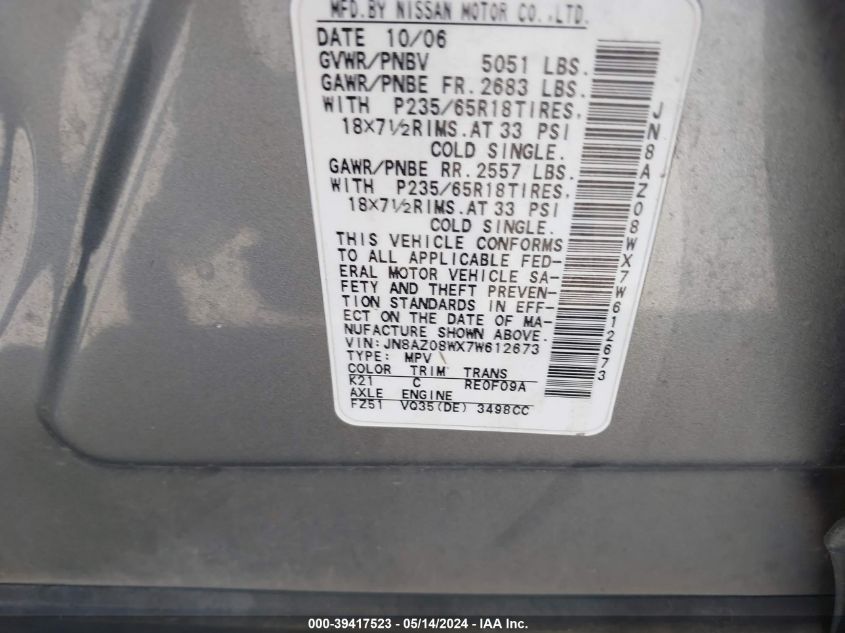 MFD.BY NISSAN MOTOR CO.,LTD.
DATE 10/06
GVWR/PNBV 5051 LBS.
GAWR/PNBE FR.2683 LBS.
WITH P235/65R18TIRES,
18X7½RIMS.AT 33 PSI
COLD SINGLE.
GAWR/PNBE RR.2557 LBS.
WITH P235/65R18TIRES,
18X7½RIMS.AT 33 PSI
COLD SINGLE.
THIS VEHICLE CONFORMS
TO ALL APPLICABLE FED-
ERAL MOTOR VEHICLE SA-
FETY AND THEFT PREVEN-
TION STANDARDS IN EFF-
ECT ON THE DATE OF MA-
NUFACTURE SHOWN ABOVE.
VIN:JN8AZ08WX7W612673
TYPE: MPV
COLOR TRIM TRANS
K21 C RE0F09A
AXLE ENGINE
FZ51 VQ35(DE) 3498CC
JN8AZ08WX7W612673
000-39417523 - 05/14/2024 - IAA Inc.